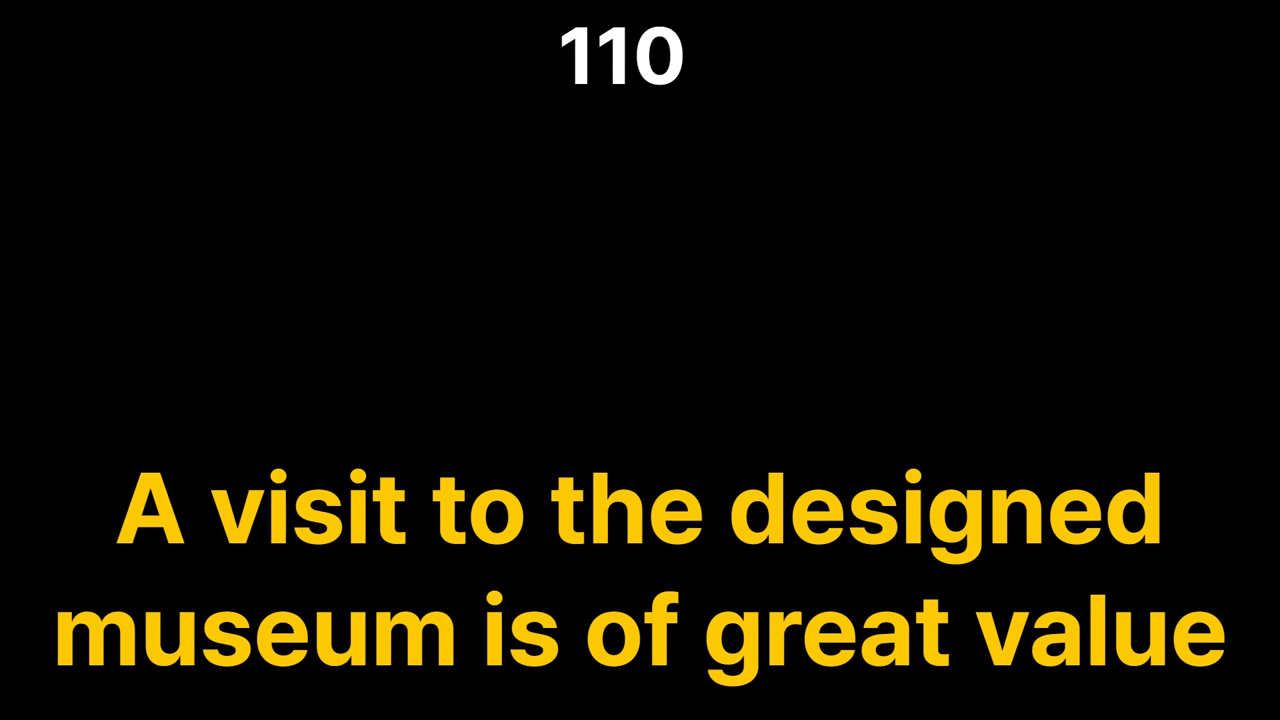 110
A visit to the designed
museum is of great value